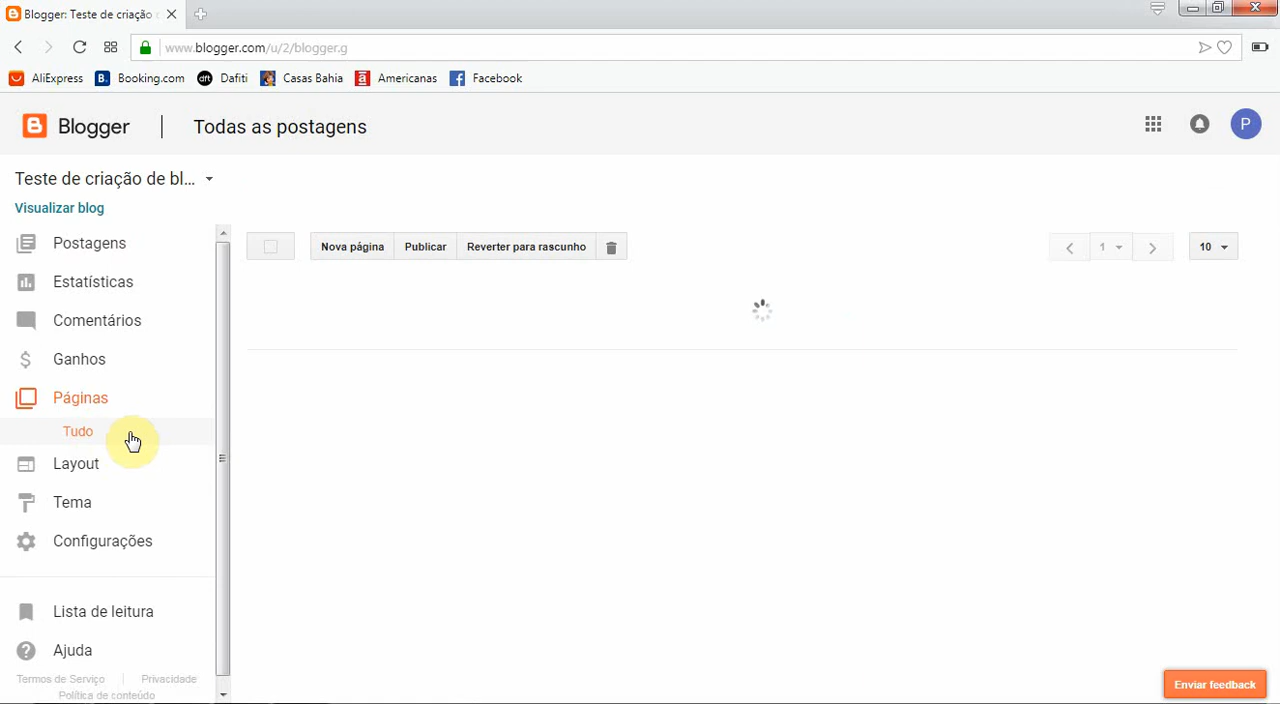 Blogger: Teste de criação
www.blogger.com/u/2/blogger.g
AliExpress B. Booking.com dft Dafiti Casas Bahia a Americanas f Facebook
Blogger | Todas as postagens P
Teste de criação de bl...
Visualizar blog
Postagens
Nova página Publicar Reverter para rascunho 1 10
Estatísticas
Comentários
Ganhos
Páginas
Tudo
Layout
Tema
Configurações
Lista de leitura
Ajuda
Termos de Serviço | Privacidade
Política de conteúdo
Enviar feedback